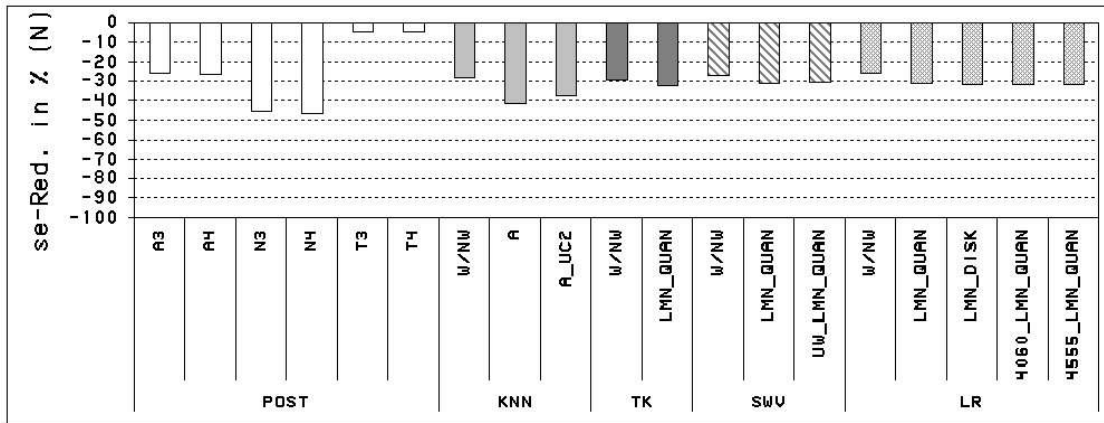 se-Red. in % (N)
0
-10
-20
-30
-40
-50
-60
-70
-80
-90
-100
A3
A4
N3
N4
T3
T4
W/NW
A
A_UC2
W/NW
LMN_QUAN
W/NW
LMN_QUAN
UW_LMN_QUAN
W/NW
LMN_QUAN
LMN_DISK
4060_LMN_QUAN
4555_LMN_QUAN
POST
KNN
TK
SWV
LR